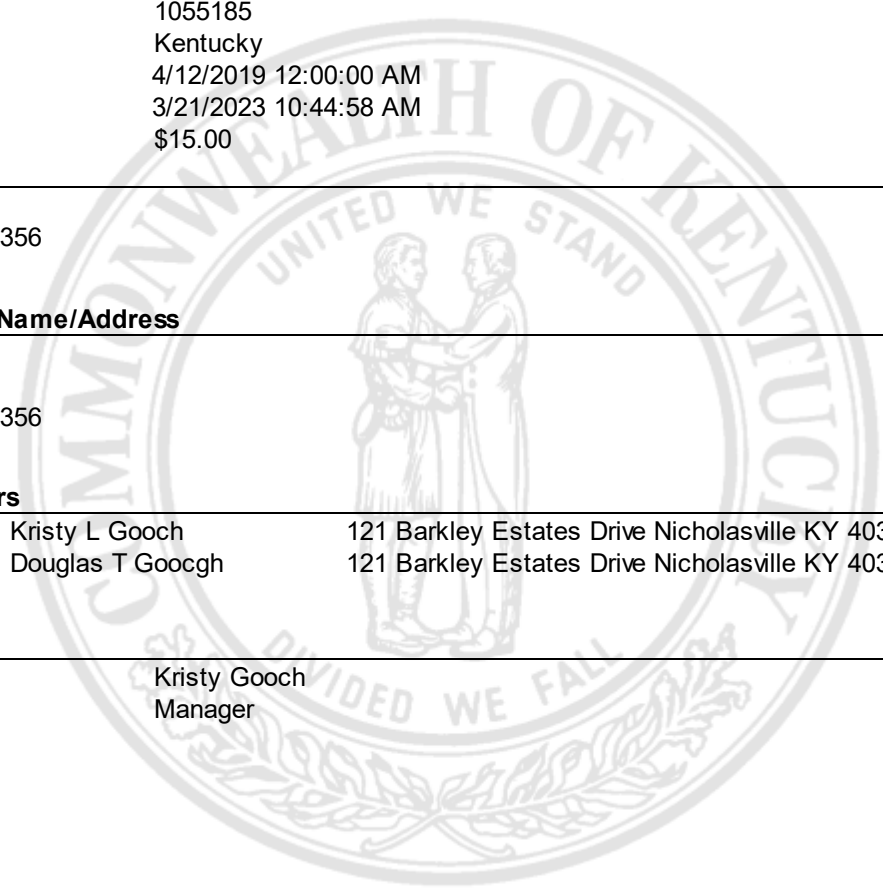 1055185
Kentucky
4/12/2019 12:00:00 AM
3/21/2023 10:44:58 AM
$15.00
COMMONWEALTH OF KENTUCKY
UNITED WE STAND
356
Name/Address
356
rs
Kristy L Gooch 121 Barkley Estates Drive Nicholasville KY 403
Douglas T Goocgh 121 Barkley Estates Drive Nicholasville KY 403
DIVIDED WE FALL
Kristy Gooch
Manager